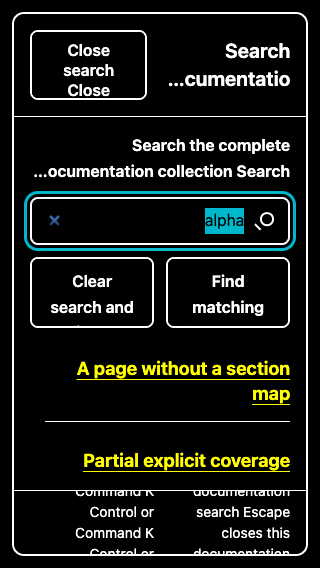 Close
search
Close
Search
...cumentatio
Search the complete
...ocumentation collection Search
alpha
Clear
search and
Find
matching
A page without a section
map
Partial explicit coverage
documentation
search Escape
closes this
documentation
Command K
Control or
Command K
Control or